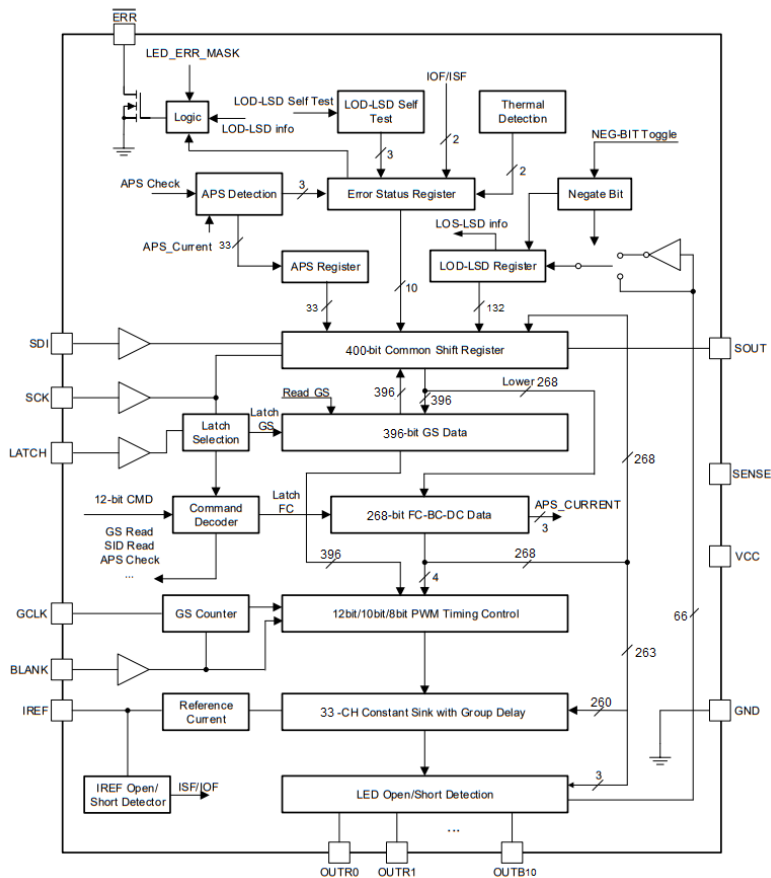 ERR
LED_ERR_MASK
IOF/ISF
LOD-LSD Self Test
LOD-LSD Self
Test
Thermal
Detection
Logic
LOD-LSD info
2
3
2
NEG-BIT Toggle
APS Check
APS Detection
3
Error Status Register
Negate Bit
APS_Current
33
LOS-LSD info
APS Register
LOD-LSD Register
10
33
132
SDI
400-bit Common Shift Register
SOUT
SCK
Read GS
396
396
Lower 268
Latch
GS
LATCH
Latch
Selection
396-bit GS Data
268
SENSE
12-bit CMD
Command
Decoder
Latch
FC
268-bit FC-BC-DC Data
APS_CURRENT
3
GS Read
SID Read
APS Check
...
396
4
268
VCC
GCLK
GS Counter
12bit/10bit/8bit PWM Timing Control
66
BLANK
263
IREF
Reference
Current
33 -CH Constant Sink with Group Delay
260
GND
IREF Open/
Short Detector
ISF/IOF
LED Open/Short Detection
3
...
OUTR0
OUTR1
OUTB10